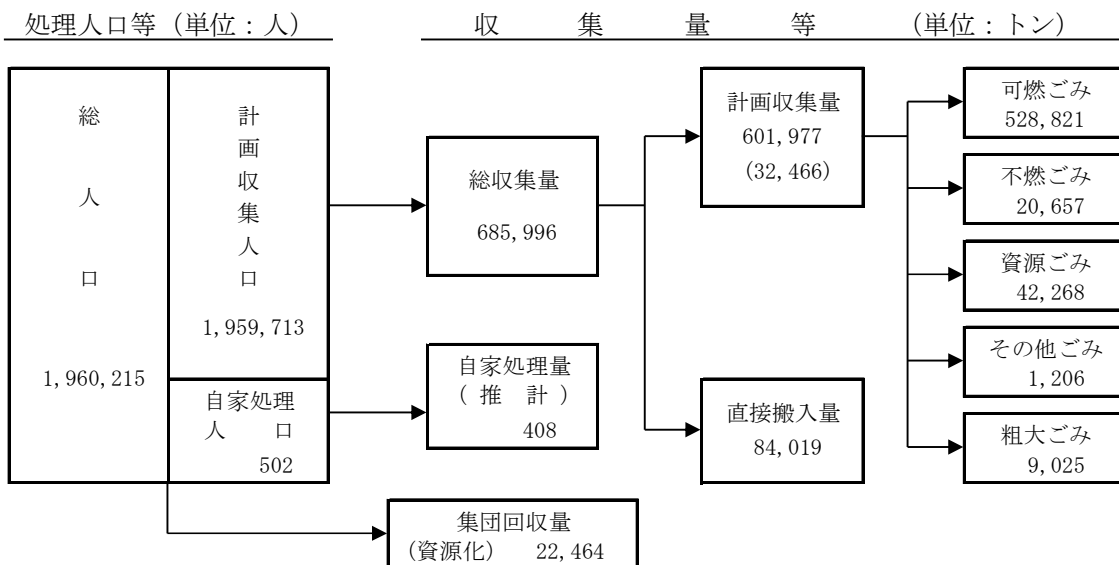 処理人口等（単位：人）
収集量等（単位：トン）
総人口
1,960,215
計画収集人口
1,959,713
自家処理
人口
502
総収集量
685,996
自家処理量
（推計）
408
集団回収量
(資源化) 22,464
計画収集量
601,977
(32,466)
直接搬入量
84,019
可燃ごみ
528,821
不燃ごみ
20,657
資源ごみ
42,268
その他ごみ
1,206
粗大ごみ
9,025